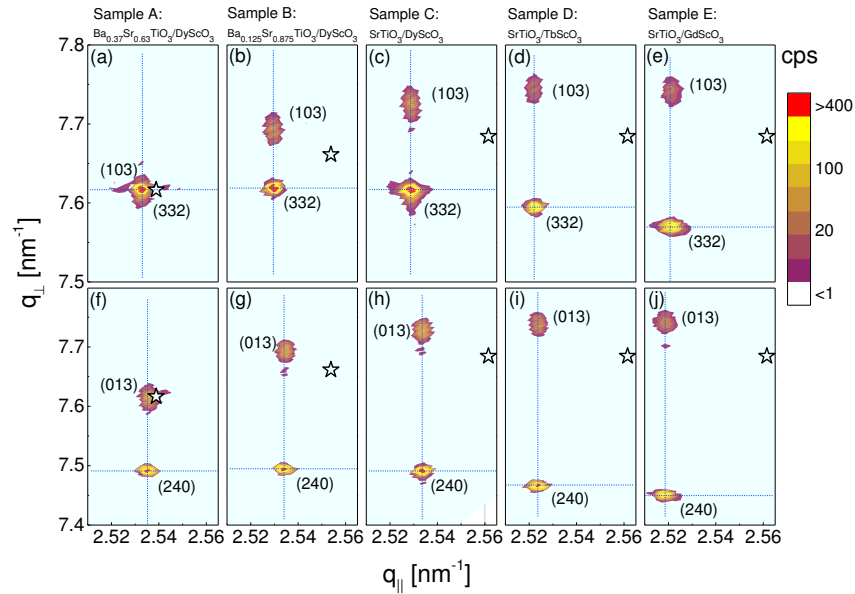 Sample A: Sample B: Sample C: Sample D: Sample E:
Ba0.37Sr0.63TiO3/DyScO3 Ba0.125Sr0.875TiO3/DyScO3 SrTiO3/DyScO3 SrTiO3/TbScO3 SrTiO3/GdScO3
7.8 (a) (b) (c) (d) (e) cps
(103) (103) (103) (103)
>400
7.7
(103) 100
7.6 (332) (332) (332) (332) (332) 20
7.5 <1
q⊥ [nm-1]
(f) (g) (h) (i) (j)
(013) (013) (013) (013)
7.7
(013)
7.6
7.5
(240) (240) (240) (240) (240)
7.4
2.52 2.54 2.56 2.52 2.54 2.56 2.52 2.54 2.56 2.52 2.54 2.56 2.52 2.54 2.56
q|| [nm-1]